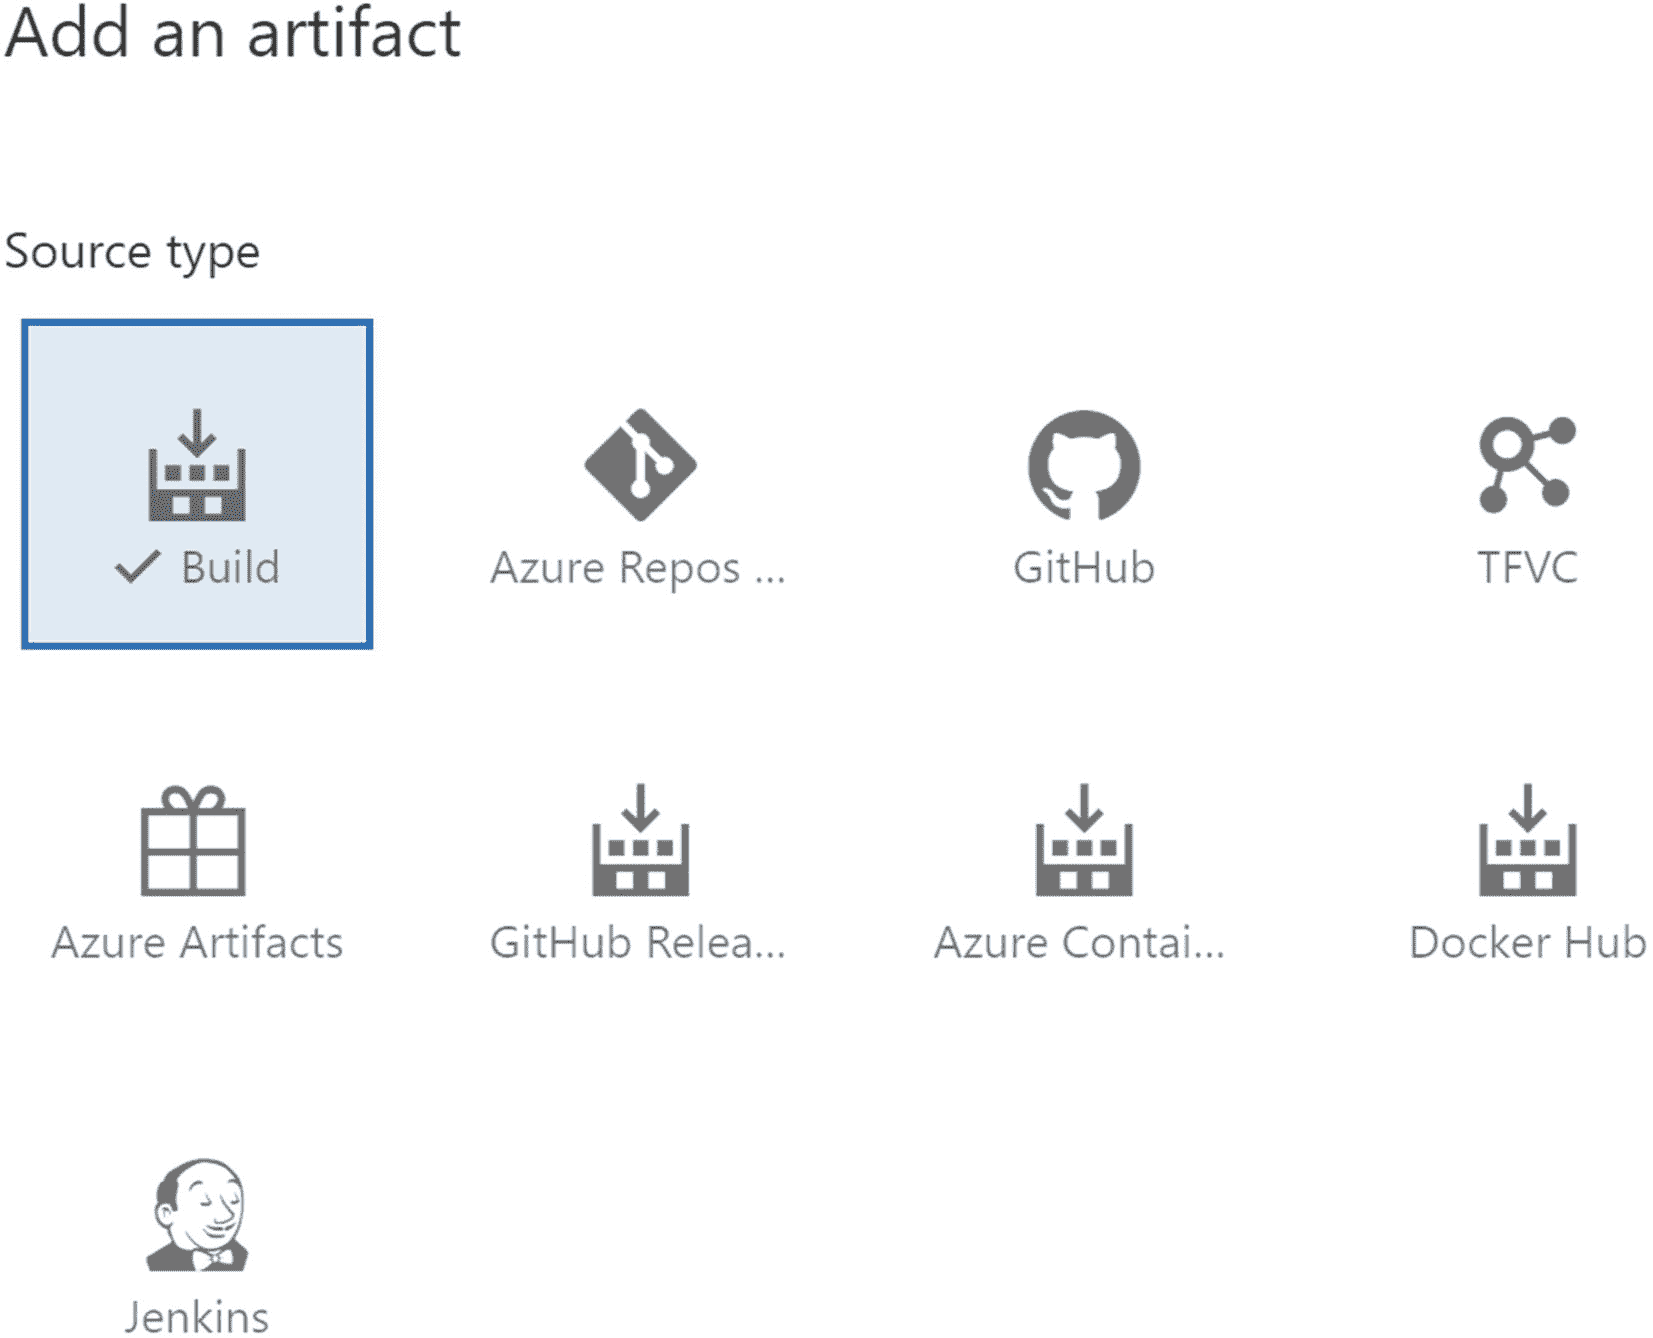 Add an artifact
Source type
Build
Azure Repos ...
GitHub
TFVC
Azure Artifacts
GitHub Relea...
Azure Contai...
Docker Hub
Jenkins